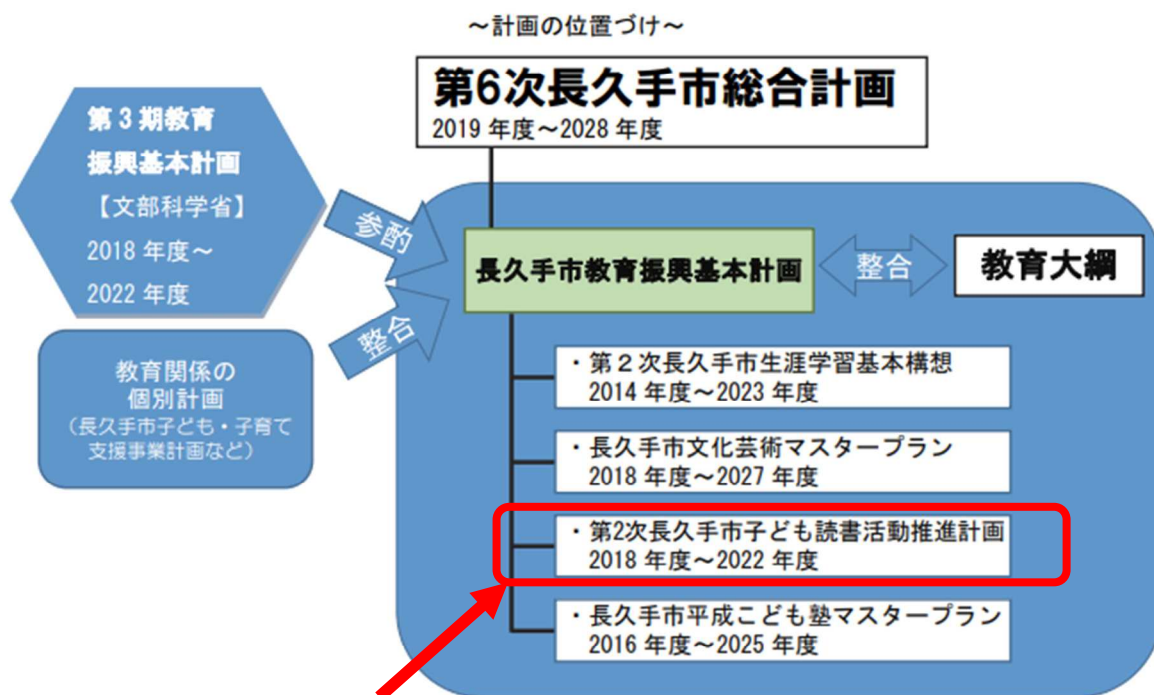 ～計画の位置づけ～
第6次長久手市総合計画
2019 年度～2028 年度
第３期教育
振興基本計画
【文部科学省】
2018 年度～
2022 年度
参酌
整合
教育関係の
個別計画
（長久手市子ども・子育て
支援事業計画など）
長久手市教育振興基本計画
整合
教育大綱
・第２次長久手市生涯学習基本構想
2014 年度～2023 年度
・長久手市文化芸術マスタープラン
2018 年度～2027 年度
・第2次長久手市子ども読書活動推進計画
2018 年度～2022 年度
・長久手市平成こども塾マスタープラン
2016 年度～2025 年度